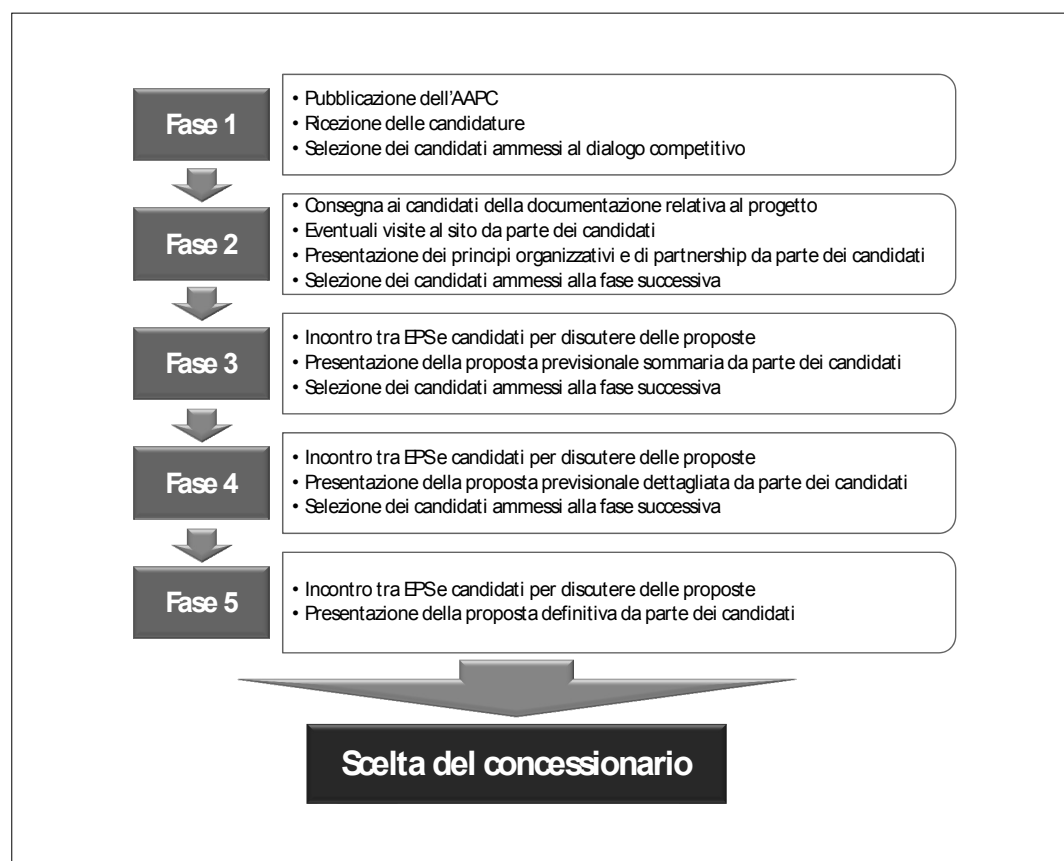 Fase 1
• Pubblicazione dell'AAPC
• Ricezione delle candidature
• Selezione dei candidati ammessi al dialogo competitivo
Fase 2
• Consegna ai candidati della documentazione relativa al progetto
• Eventuali visite al sito da parte dei candidati
• Presentazione dei principi organizzativi e di partnership da parte dei candidati
• Selezione dei candidati ammessi alla fase successiva
Fase 3
• Incontro tra EPS e candidati per discutere delle proposte
• Presentazione della proposta previsionale sommaria da parte dei candidati
• Selezione dei candidati ammessi alla fase successiva
Fase 4
• Incontro tra EPS e candidati per discutere delle proposte
• Presentazione della proposta previsionale dettagliata da parte dei candidati
• Selezione dei candidati ammessi alla fase successiva
Fase 5
• Incontro tra EPS e candidati per discutere delle proposte
• Presentazione della proposta definitiva da parte dei candidati
Scelta del concessionario